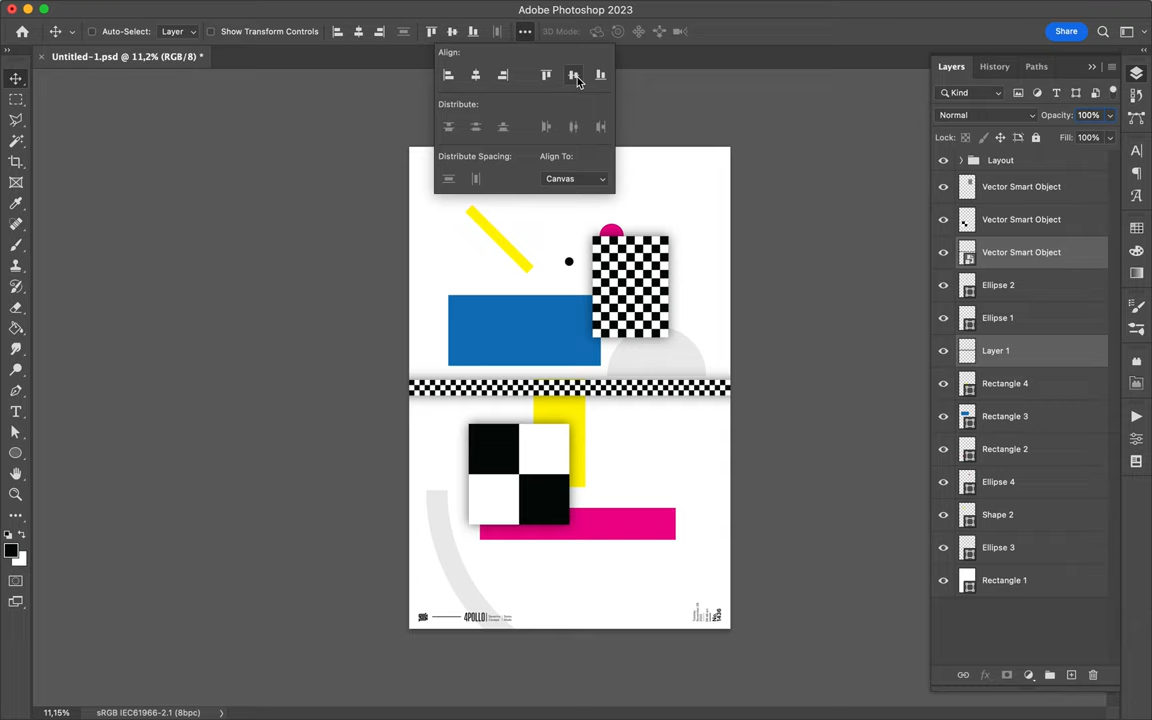 Adobe Photoshop 2023
Auto-Select:
Layer
Show Transform Controls
3D Mode:
Share
Untitled-1.psd @ 11,2% (RGB/8) *
Align:
Distribute:
Distribute Spacing:
Align To:
Canvas
Layers
History
Paths
Kind
Normal
Opacity:
100%
Lock:
Fill:
100%
Layout
Vector Smart Object
Vector Smart Object
Vector Smart Object
Ellipse 2
Ellipse 1
Layer 1
Rectangle 4
Rectangle 3
Rectangle 2
Ellipse 4
Shape 2
Ellipse 3
Rectangle 1
4POLLO
1436
11,15%
sRGB IEC61966-2.1 (8bpc)